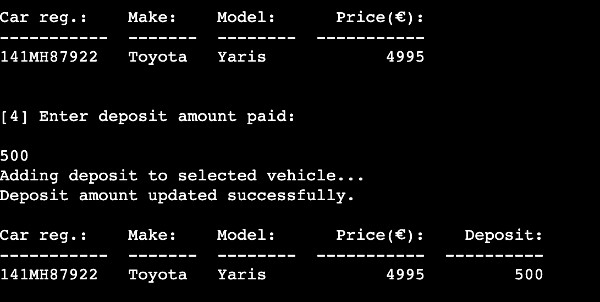 Car reg.:   Make:    Model:       Price(€):
-----------  -------  --------  -----------
141MH87922   Toyota  Yaris            4995
[4] Enter deposit amount paid:
500
Adding deposit to selected vehicle...
Deposit amount updated successfully.
Car reg.:   Make:    Model:       Price(€):    Deposit:
-----------  -------  --------  -----------  ----------
141MH87922   Toyota  Yaris            4995         500